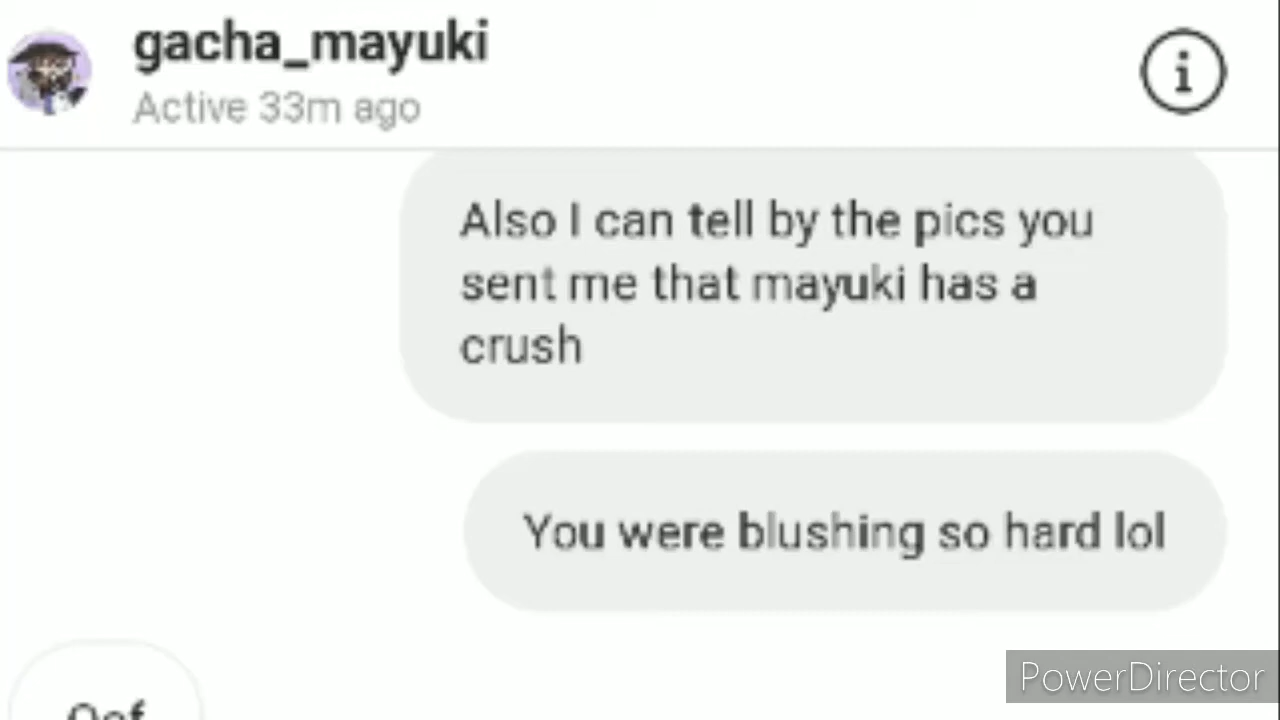 gacha_mayuki
Active 33m ago
Also I can tell by the pics you
sent me that mayuki has a
crush
You were blushing so hard lol
Oof
PowerDirector